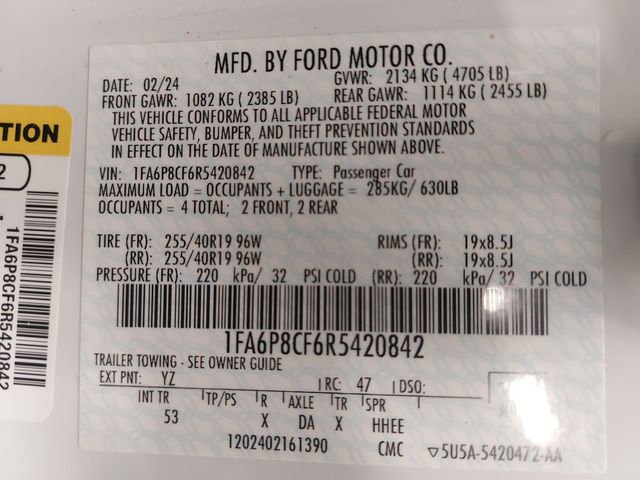 MFD. BY FORD MOTOR CO.
DATE: 02/24 GVWR: 2134 KG ( 4705 LB)
FRONT GAWR: 1082 KG ( 2385 LB) REAR GAWR: 1114 KG ( 2455 LB)
THIS VEHICLE CONFORMS TO ALL APPLICABLE FEDERAL MOTOR
VEHICLE SAFETY, BUMPER, AND THEFT PREVENTION STANDARDS
IN EFFECT ON THE DATE OF MANUFACTURE SHOWN ABOVE.
VIN: 1FA6P8CF6R5420842 TYPE: Passenger Car
MAXIMUM LOAD = OCCUPANTS + LUGGAGE = 285KG/ 630LB
OCCUPANTS = 4 TOTAL; 2 FRONT, 2 REAR
TIRE (FR): 255/40R19 96W RIMS (FR): 19x8.5J
(RR): 255/40R19 96W (RR): 19x8.5J
PRESSURE (FR): 220 kPa/ 32 PSI COLD (RR): 220 kPa/ 32 PSI COLD
1FA6P8CF6R5420842
TRAILER TOWING - SEE OWNER GUIDE
EXT PNT: YZ RC: 47 DSO:
INT TR TP/PS R AXLE TR SPR
53 X DA X HHEE
1202402161390 CMC ▽5U5A-5420472-AA
TION
2
1FA6P8CF6R5420842